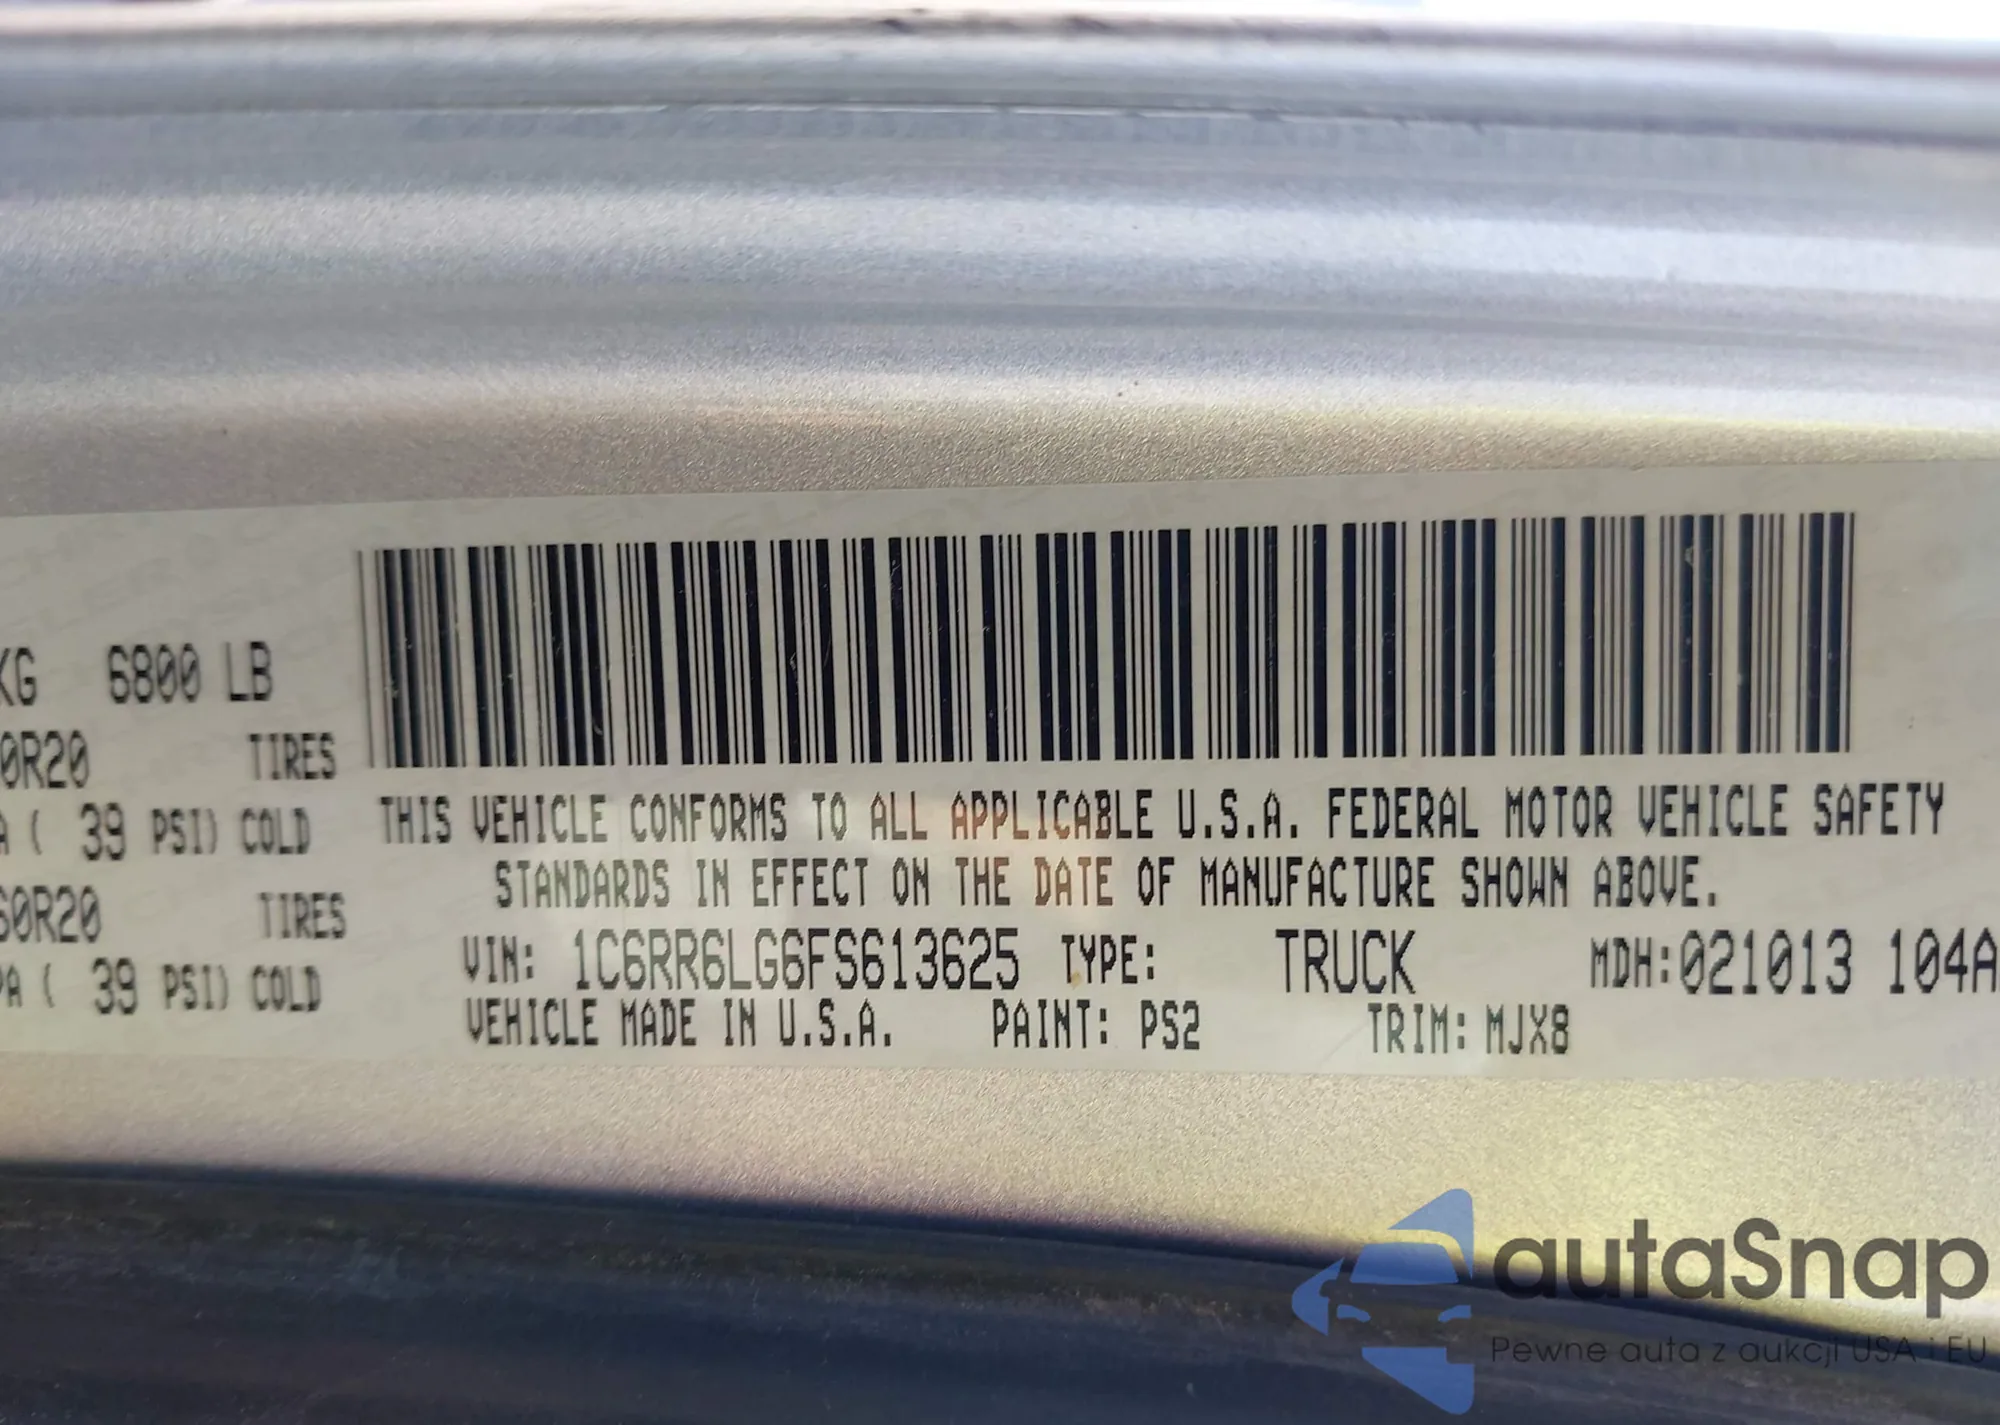 KG 6800 LB
0R20 TIRES
A ( 39 PSI) COLD
60R20 TIRES
PA ( 39 PSI) COLD
THIS VEHICLE CONFORMS TO ALL APPLICABLE U.S.A. FEDERAL MOTOR VEHICLE SAFETY
STANDARDS IN EFFECT ON THE DATE OF MANUFACTURE SHOWN ABOVE.
VIN: 1C6RR6LG6FS613625 TYPE: TRUCK MDH:021013 104A
VEHICLE MADE IN U.S.A. PAINT: PS2 TRIM: MJX8
autaSnap
Pewne auta z aukcji USA i EU